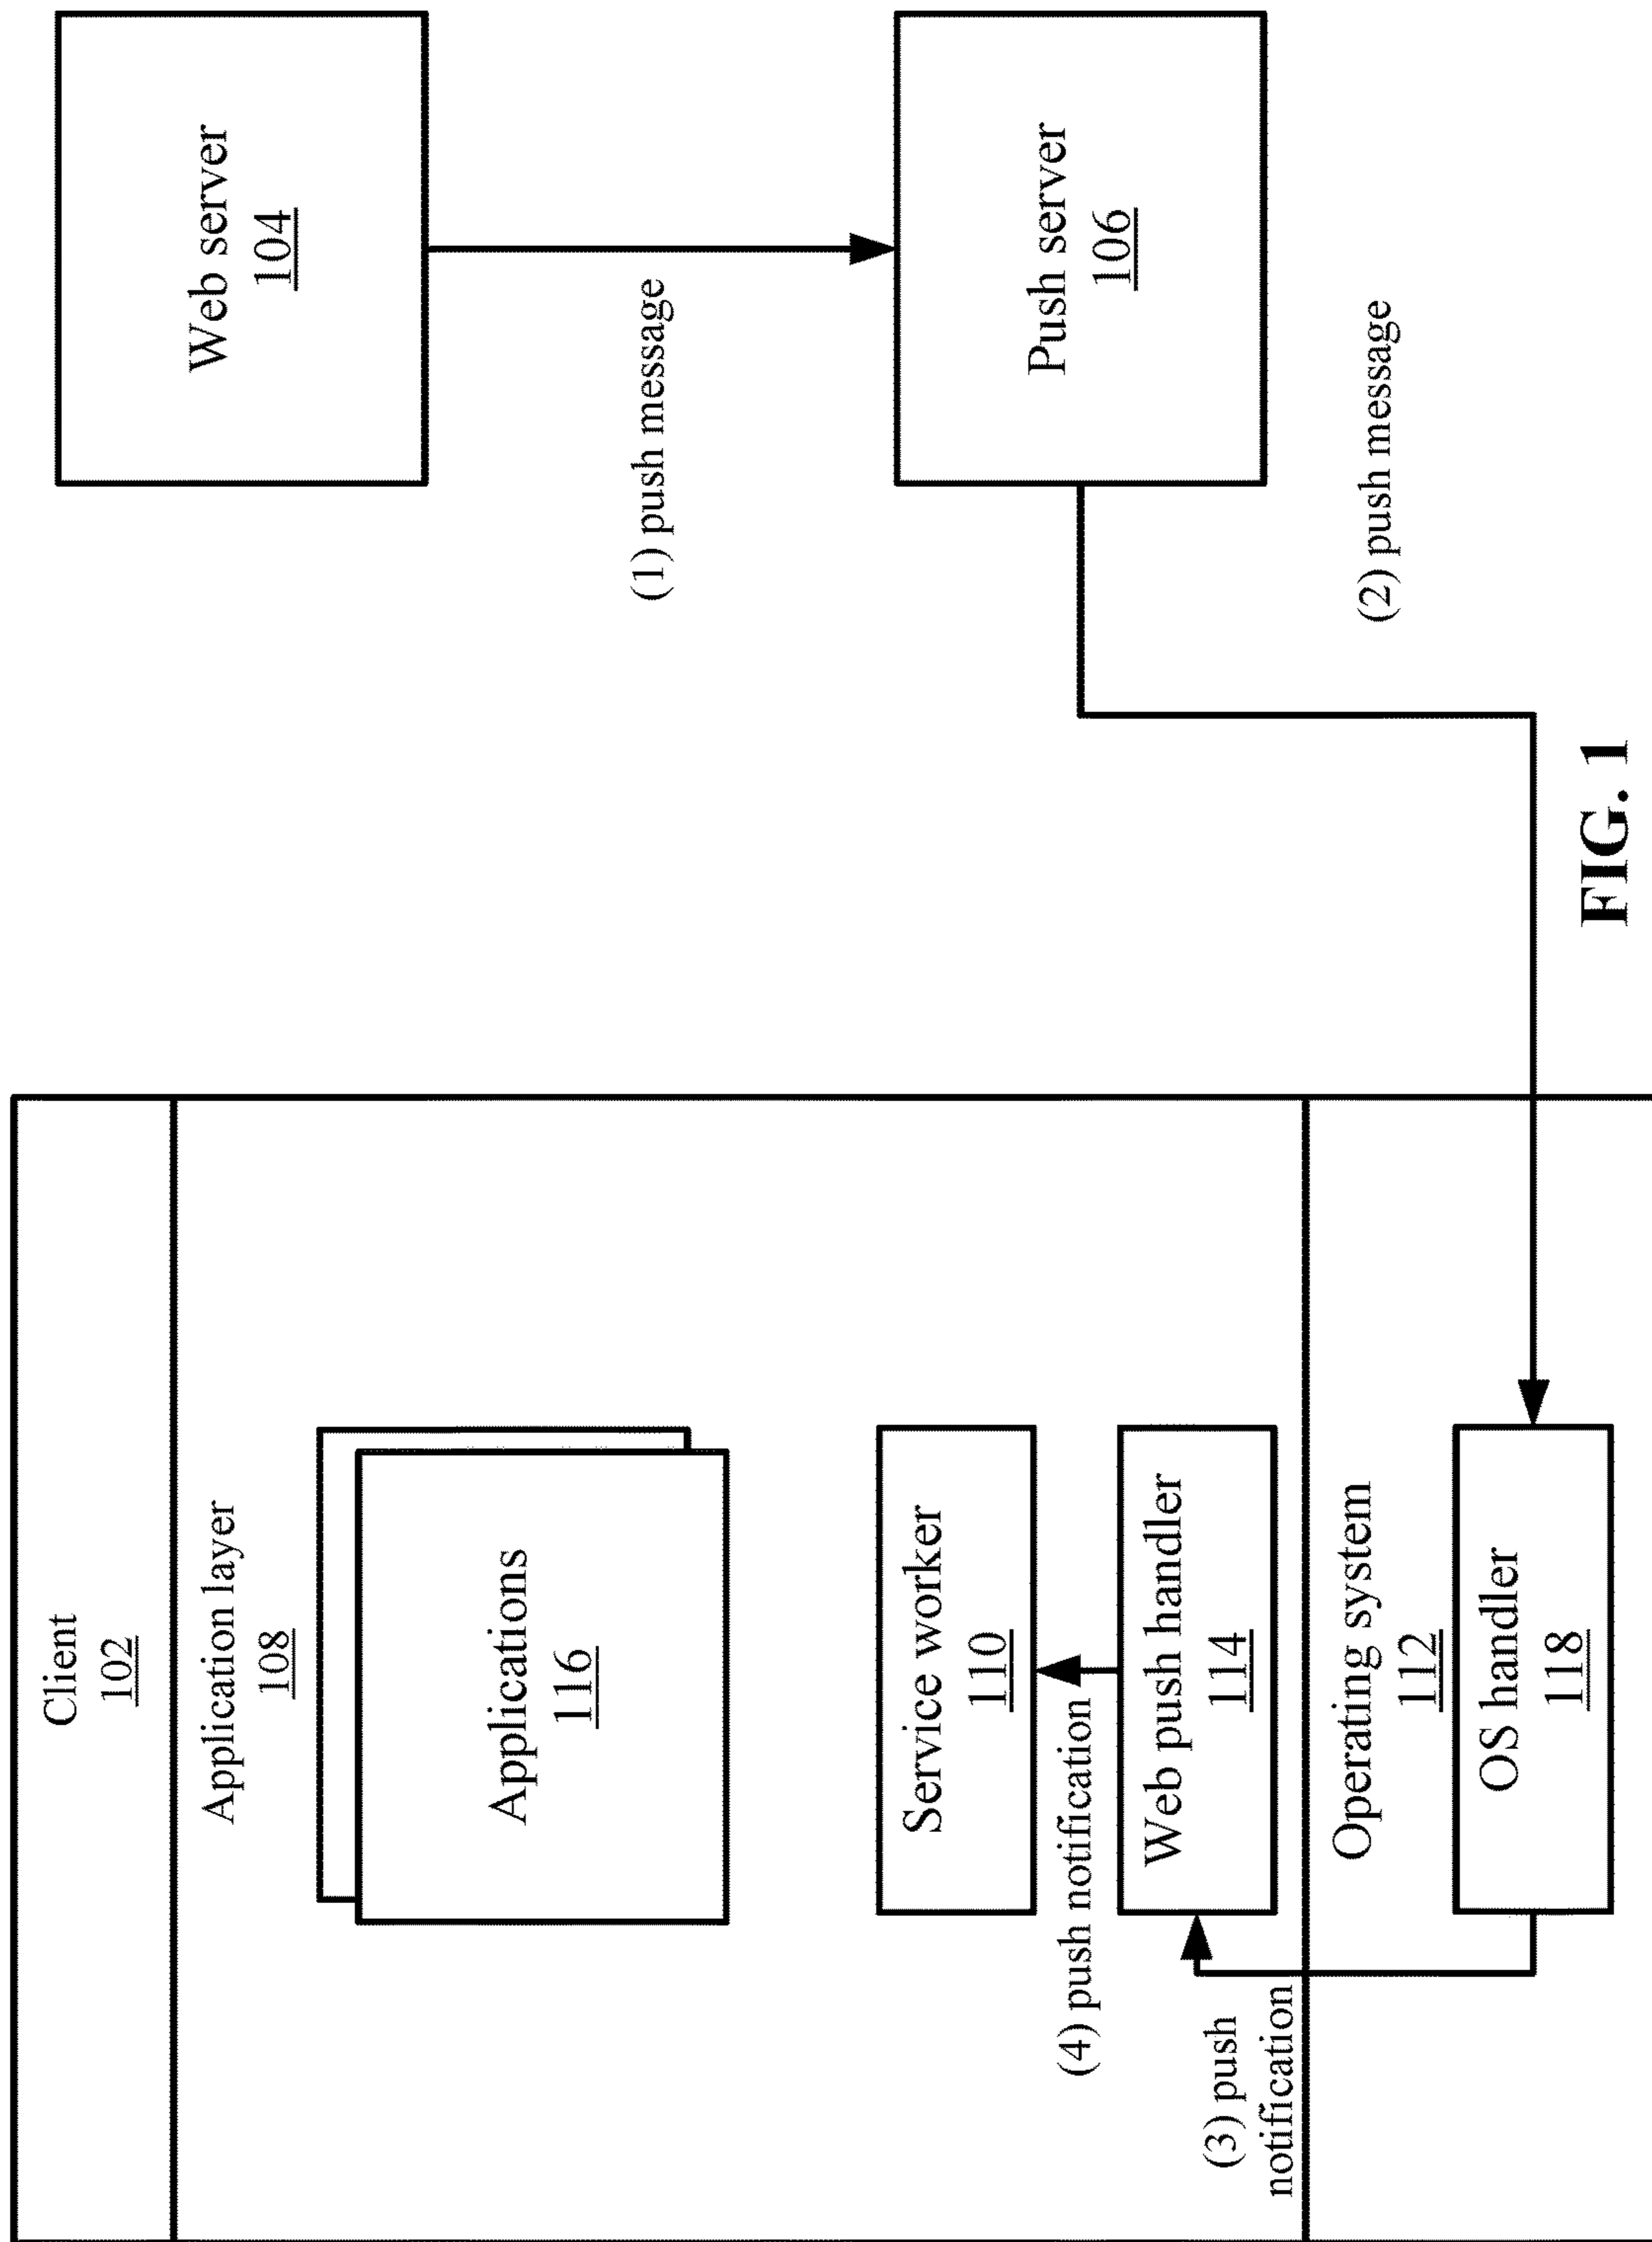 Client
102
Application layer
108
Applications
116
Service worker
110
(4) push notification
Web push handler
114
(3) push
notification
Operating system
112
OS handler
118
Web server
104
(1) push message
Push server
106
(2) push message
FIG. 1